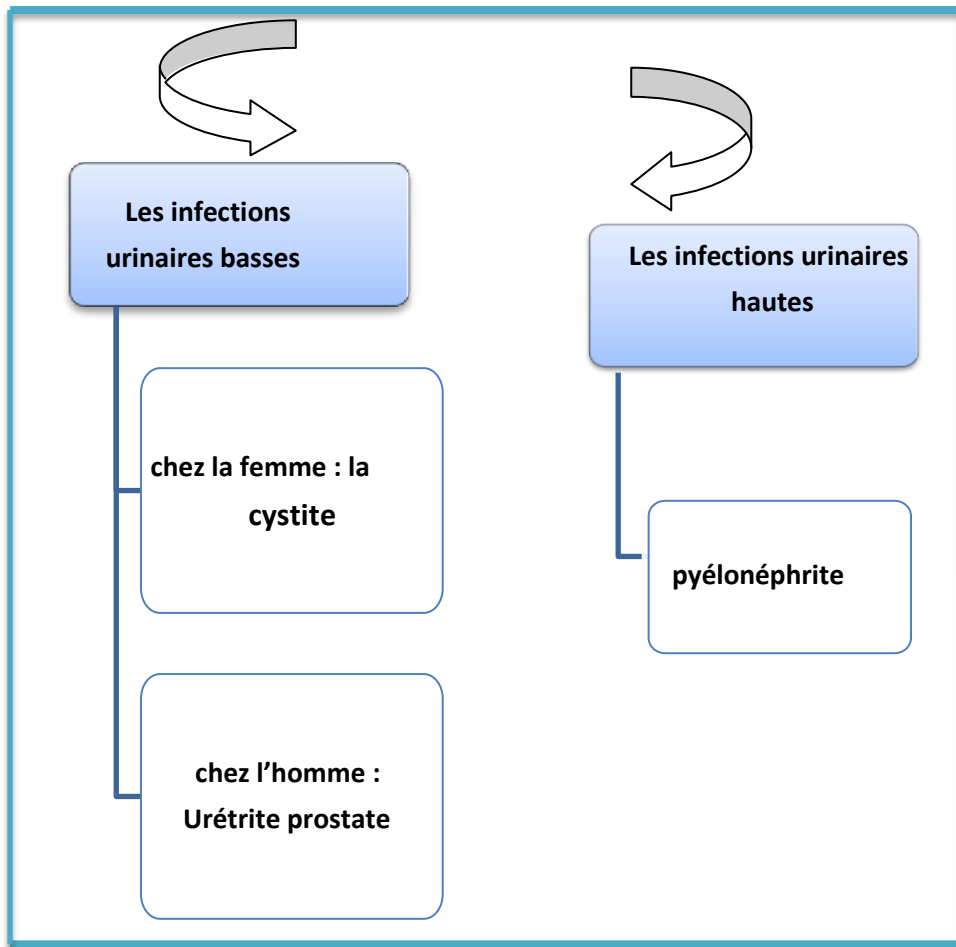 Les infections
urinaires basses
Les infections urinaires
hautes
chez la femme : la
cystite
pyélonéphrite
chez l’homme :
Urétrite prostate